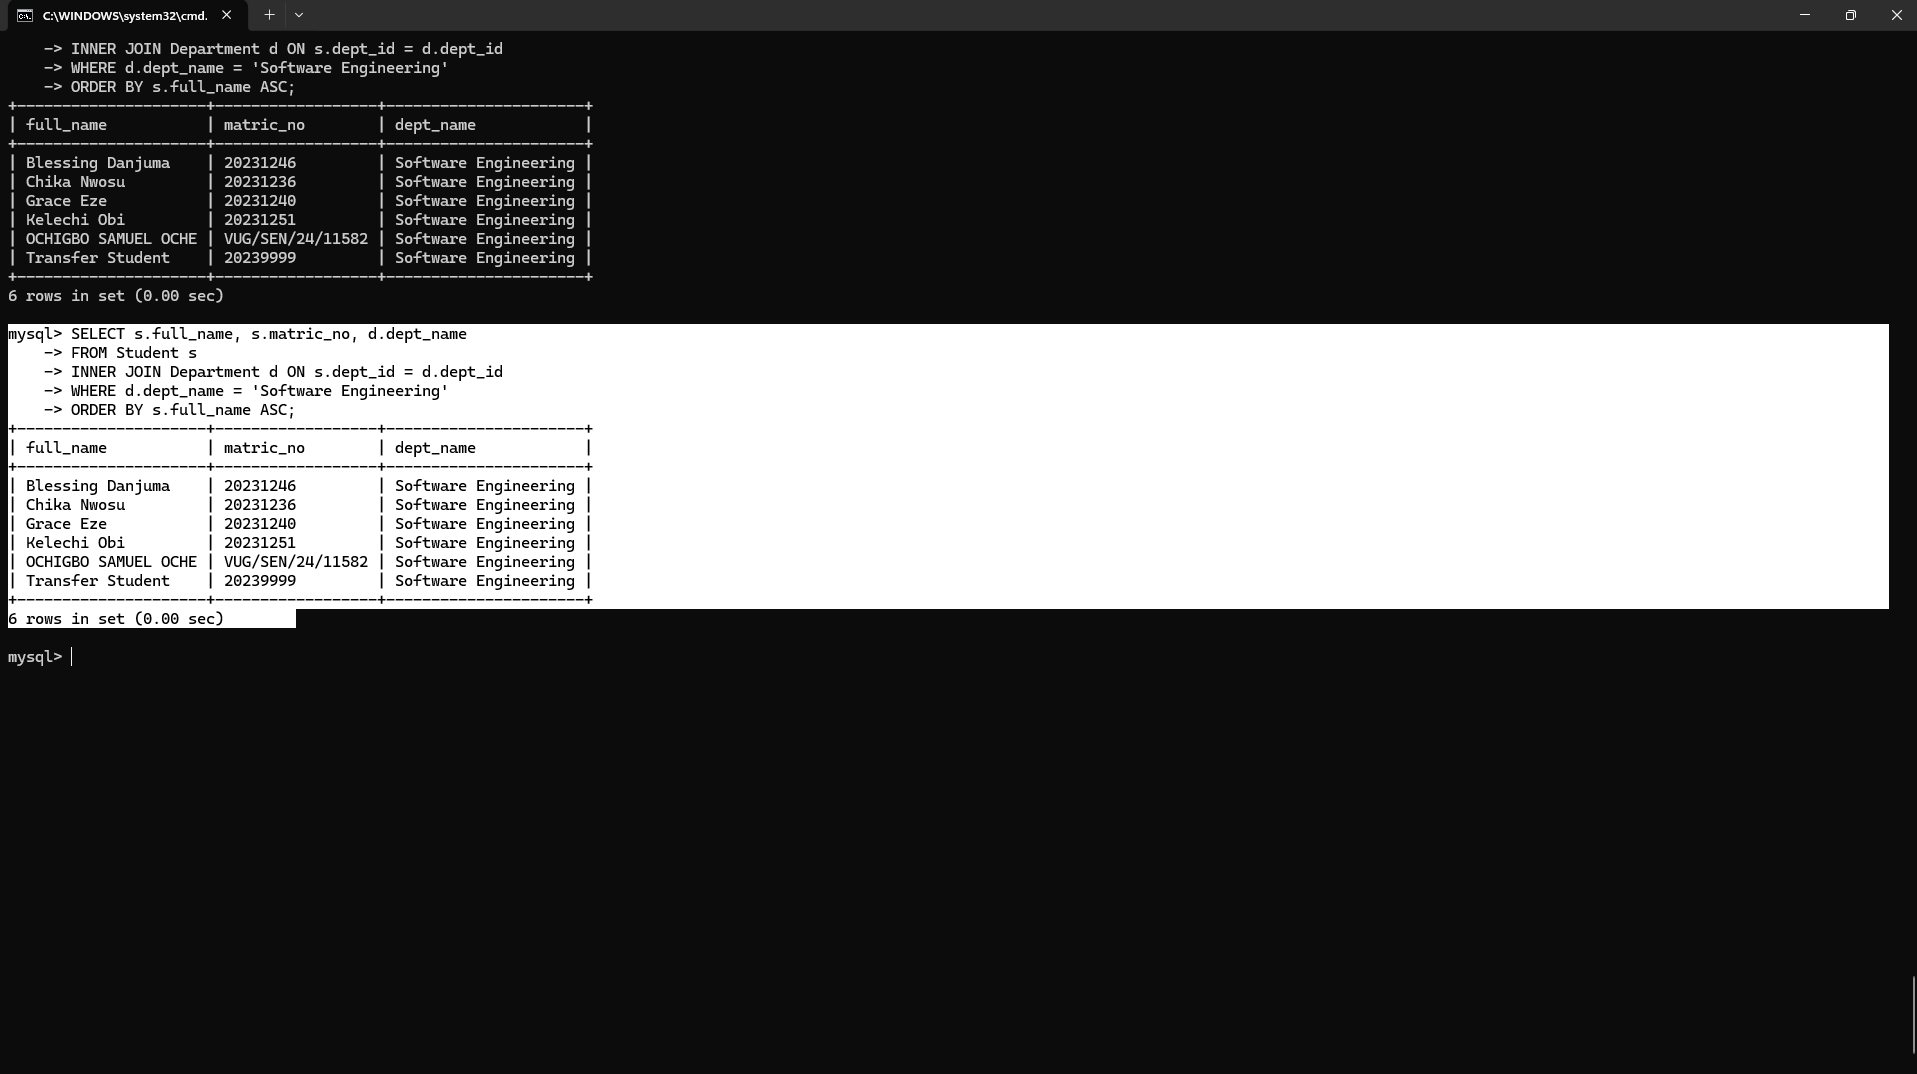 C:\WINDOWS\system32\cmd.
    -> INNER JOIN Department d ON s.dept_id = d.dept_id
    -> WHERE d.dept_name = 'Software Engineering'
    -> ORDER BY s.full_name ASC;
+---------------------+------------------+----------------------+
| full_name           | matric_no        | dept_name            |
+---------------------+------------------+----------------------+
| Blessing Danjuma    | 20231246         | Software Engineering |
| Chika Nwosu         | 20231236         | Software Engineering |
| Grace Eze           | 20231240         | Software Engineering |
| Kelechi Obi         | 20231251         | Software Engineering |
| OCHIGBO SAMUEL OCHE | VUG/SEN/24/11582 | Software Engineering |
| Transfer Student    | 20239999         | Software Engineering |
+---------------------+------------------+----------------------+
6 rows in set (0.00 sec)
mysql> SELECT s.full_name, s.matric_no, d.dept_name
    -> FROM Student s
    -> INNER JOIN Department d ON s.dept_id = d.dept_id
    -> WHERE d.dept_name = 'Software Engineering'
    -> ORDER BY s.full_name ASC;
+---------------------+------------------+----------------------+
| full_name           | matric_no        | dept_name            |
+---------------------+------------------+----------------------+
| Blessing Danjuma    | 20231246         | Software Engineering |
| Chika Nwosu         | 20231236         | Software Engineering |
| Grace Eze           | 20231240         | Software Engineering |
| Kelechi Obi         | 20231251         | Software Engineering |
| OCHIGBO SAMUEL OCHE | VUG/SEN/24/11582 | Software Engineering |
| Transfer Student    | 20239999         | Software Engineering |
+---------------------+------------------+----------------------+
6 rows in set (0.00 sec)
mysql>